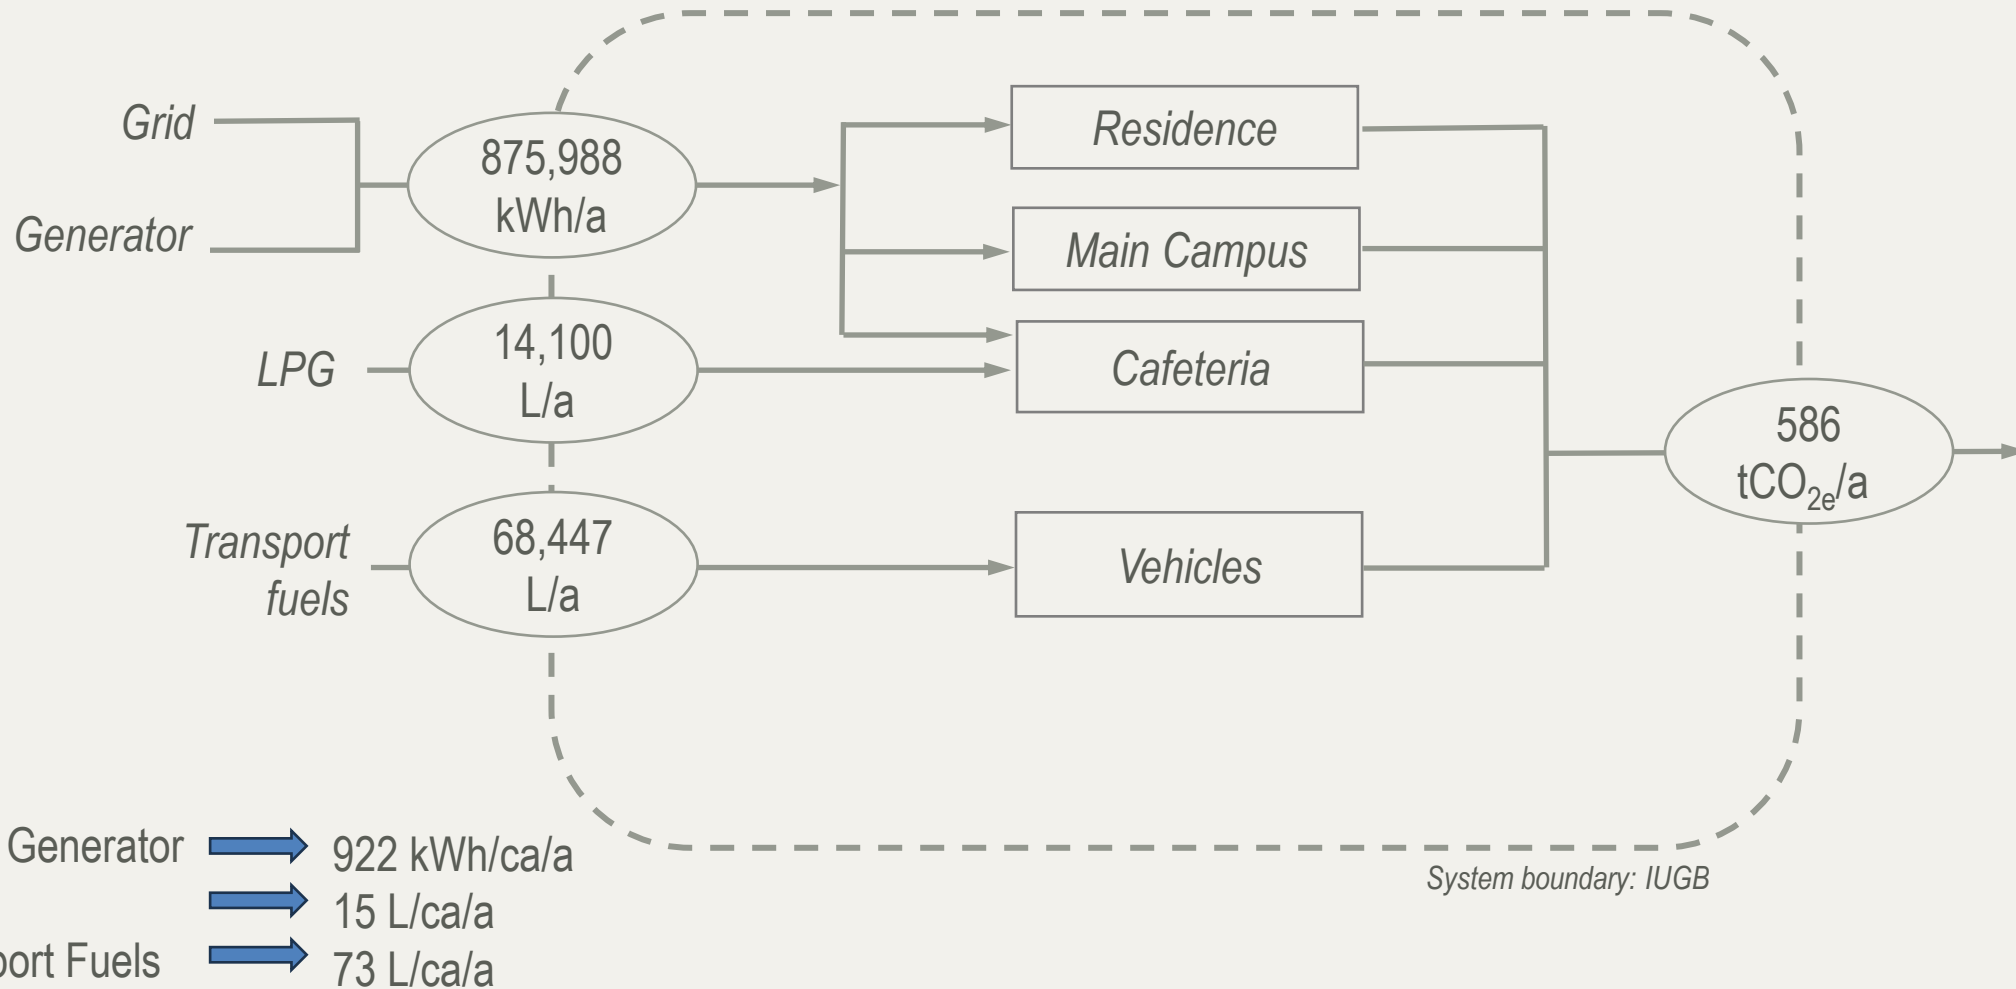 Grid
Generator
875,988
kWh/a
LPG
14,100
L/a
Transport
fuels
68,447
L/a
Residence
Main Campus
Cafeteria
Vehicles
586
tCO2e/a
System boundary: IUGB
Generator 922 kWh/ca/a
15 L/ca/a
Fuels 73 L/ca/a